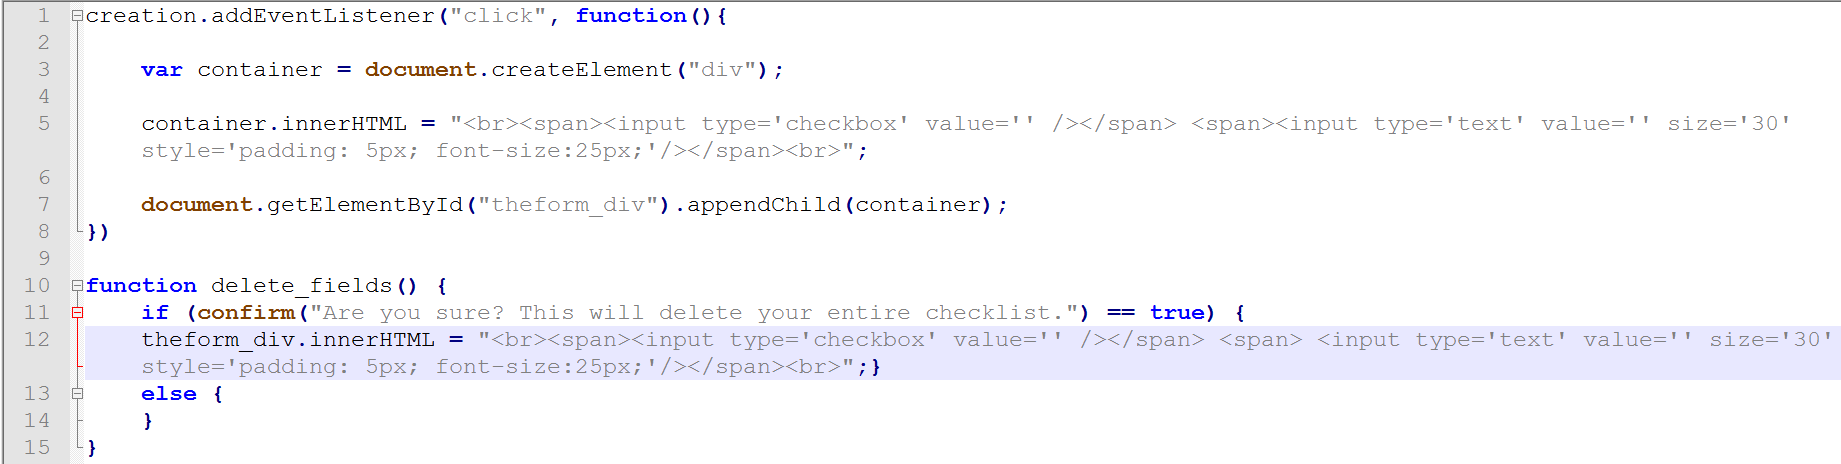 1 creation.addEventListener("click", function(){
2
3 var container = document.createElement("div");
4
5 container.innerHTML = "<br><span><input type='checkbox' value='' /></span> <span><input type='text' value='' size='30'
style='padding: 5px; font-size:25px;'/></span><br>";
6
7 document.getElementById("theform_div").appendChild(container);
8 })
9
10 function delete_fields() {
11 if (confirm("Are you sure? This will delete your entire checklist.") == true) {
12 theform_div.innerHTML = "<br><span><input type='checkbox' value='' /></span> <span> <input type='text' value='' size='30'
style='padding: 5px; font-size:25px;'/></span><br>";}
13 else {
14 }
15 }